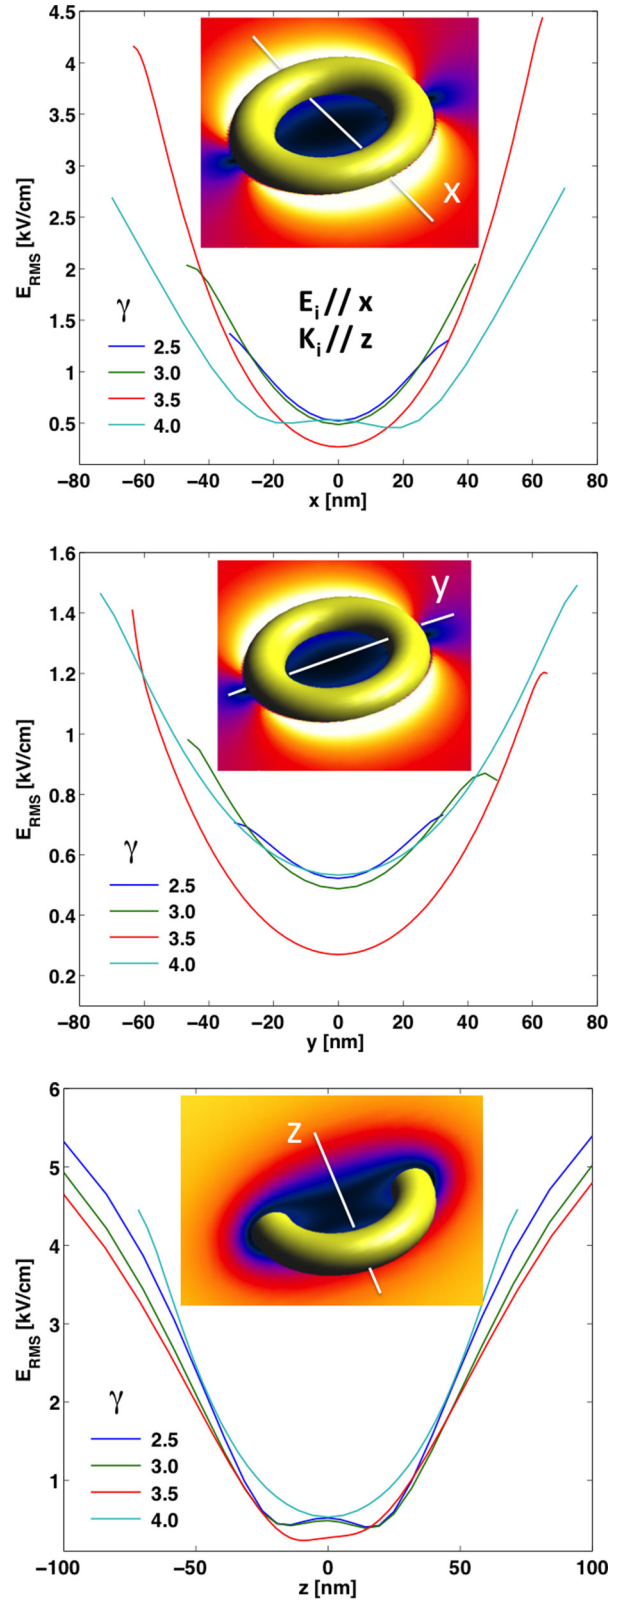 4.5
4
3.5
3
2.5
2
1.5
1
0.5
E_RMS [kV/cm]
x
E_i // x
K_i // z
γ
2.5
3.0
3.5
4.0
−80 −60 −40 −20 0 20 40 60 80
x [nm]
1.6
1.4
1.2
1
0.8
0.6
0.4
0.2
E_RMS [kV/cm]
y
γ
2.5
3.0
3.5
4.0
−80 −60 −40 −20 0 20 40 60 80
y [nm]
6
5
4
3
2
1
E_RMS [kV/cm]
z
γ
2.5
3.0
3.5
4.0
−100 −50 0 50 100
z [nm]